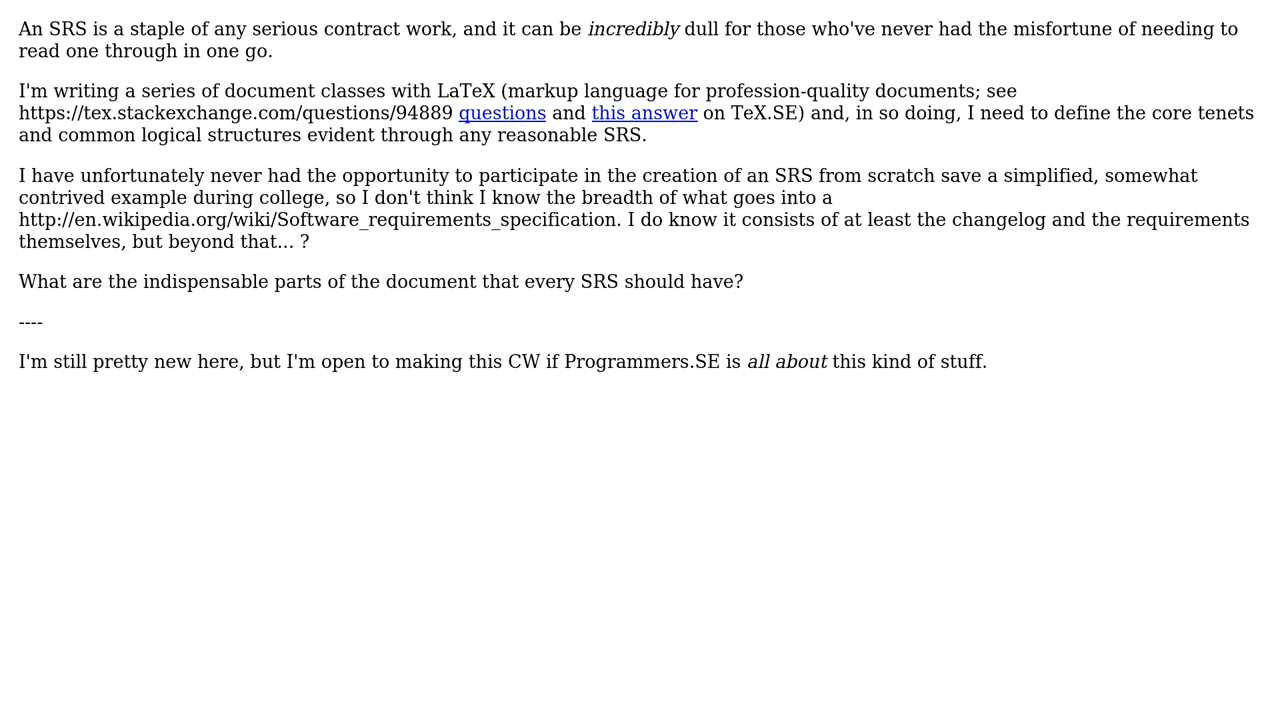 An SRS is a staple of any serious contract work, and it can be incredibly dull for those who've never had the misfortune of needing to
read one through in one go.
I'm writing a series of document classes with LaTeX (markup language for profession-quality documents; see
https://tex.stackexchange.com/questions/94889 questions and this answer on TeX.SE) and, in so doing, I need to define the core tenets
and common logical structures evident through any reasonable SRS.
I have unfortunately never had the opportunity to participate in the creation of an SRS from scratch save a simplified, somewhat
contrived example during college, so I don't think I know the breadth of what goes into a
http://en.wikipedia.org/wiki/Software_requirements_specification. I do know it consists of at least the changelog and the requirements
themselves, but beyond that... ?
What are the indispensable parts of the document that every SRS should have?
----
I'm still pretty new here, but I'm open to making this CW if Programmers.SE is all about this kind of stuff.